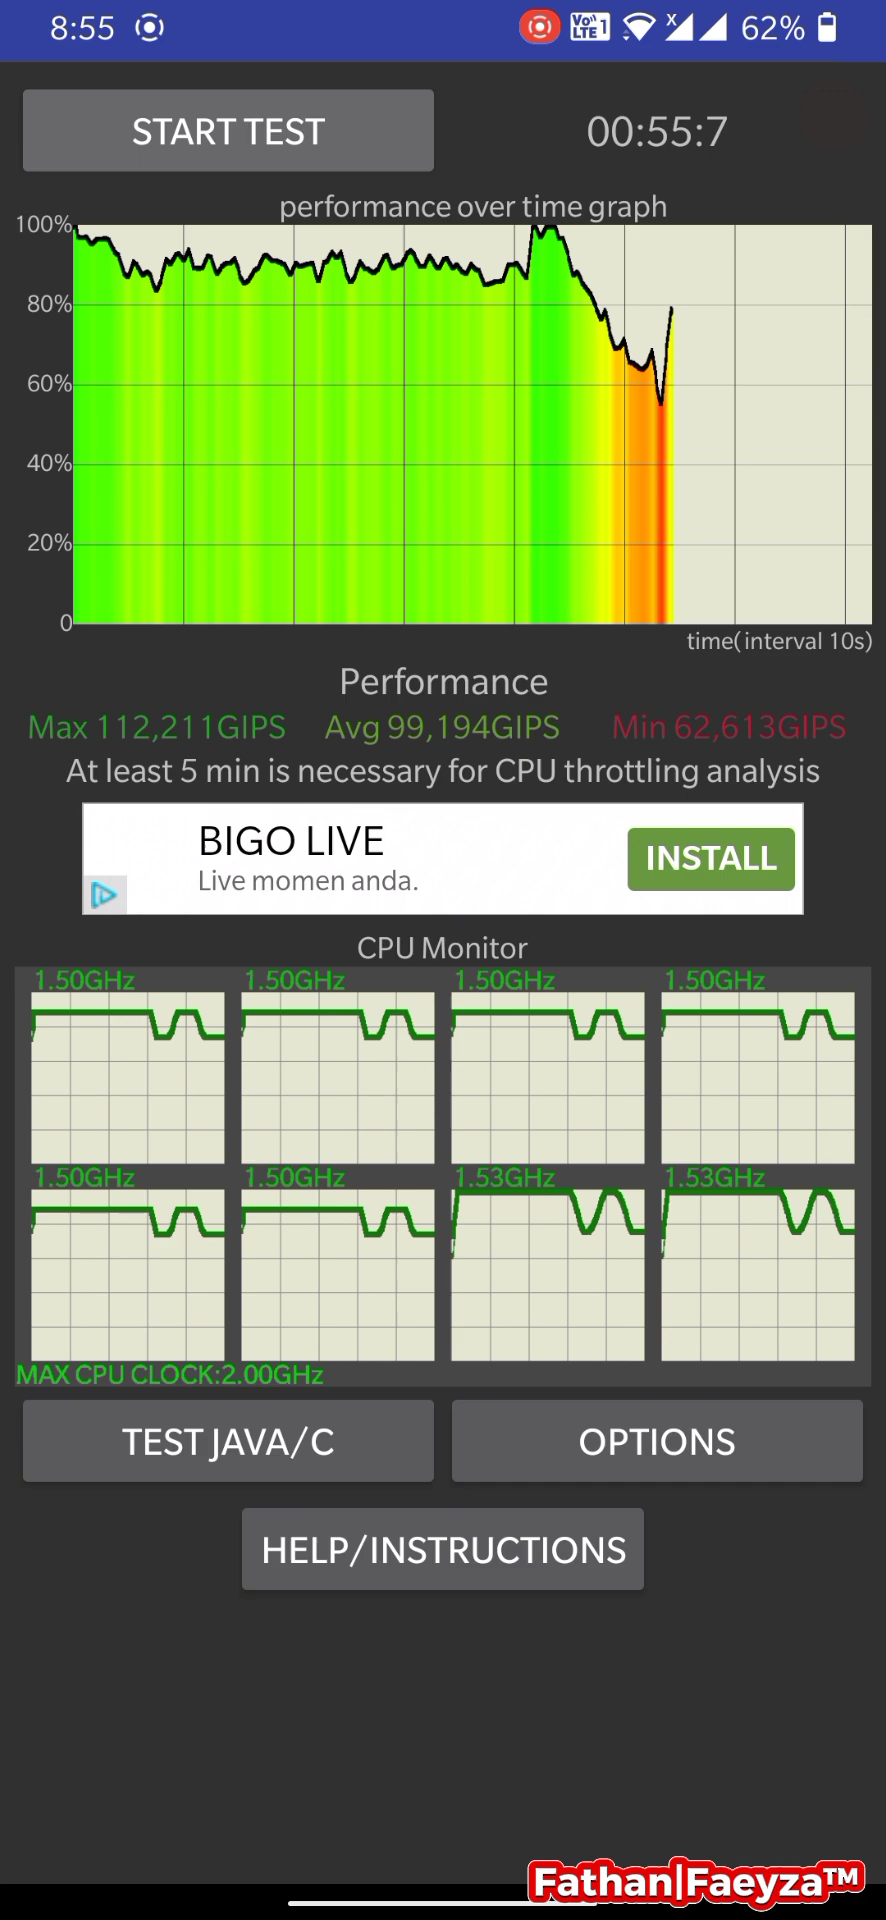 8:55 Vo)) LTE 1 X 62%
START TEST 00:55:7
performance over time graph
100%
80%
60%
40%
20%
0
time(interval 10s)
Performance
Max 112,211GIPS Avg 99,194GIPS Min 62,613GIPS
At least 5 min is necessary for CPU throttling analysis
BIGO LIVE
Live momen anda.
INSTALL
CPU Monitor
1.50GHz 1.50GHz 1.50GHz 1.50GHz
1.50GHz 1.50GHz 1.53GHz 1.53GHz
MAX CPU CLOCK:2.00GHz
TEST JAVA/C OPTIONS
HELP/INSTRUCTIONS
Fathan|Faeyza™